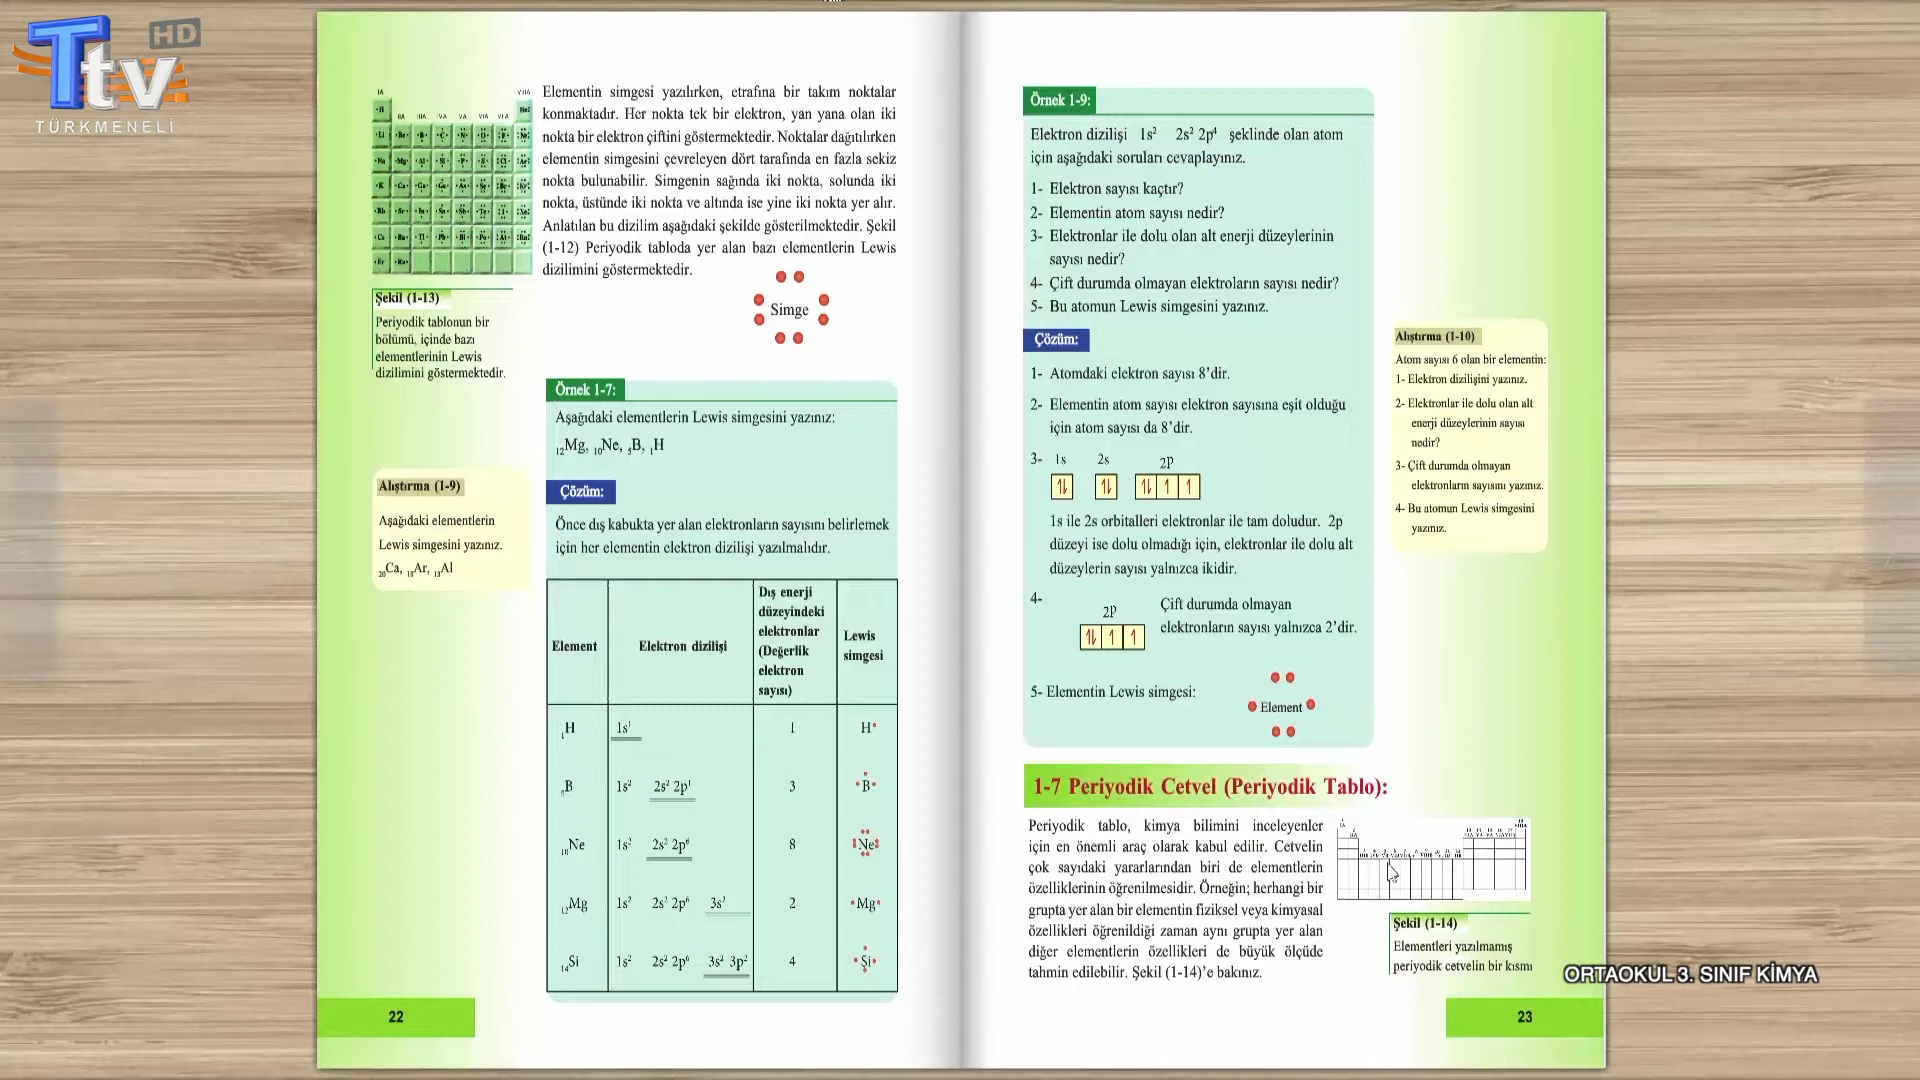 HD
Ttv
TÜRKMENELİ
Elementin simgesi yazılırken, etrafına bir takım noktalar
konmaktadır. Her nokta tek bir elektron, yan yana olan iki
nokta bir elektron çiftini göstermektedir. Noktalar dağıtılırken
elementin simgesini çevreleyen dört tarafında en fazla sekiz
nokta bulunabilir. Simgenin sağında iki nokta, solunda iki
nokta, üstünde iki nokta ve altında ise yine iki nokta yer alır.
Anlatılan bu dizilim aşağıdaki şekilde gösterilmektedir. Şekil
(1-12) Periyodik tabloda yer alan bazı elementlerin Lewis
dizilimini göstermektedir.
Simge
Şekil (1-13)
Periyodik tablonun bir
bölümü, içinde bazı
elementlerinin Lewis
dizilimini göstermektedir.
Alıştırma (1-9)
Aşağıdaki elementlerin
Lewis simgesini yazınız.
₂₀Ca, ₁₈Ar, ₁₃Al
Örnek 1-7:
Aşağıdaki elementlerin Lewis simgesini yazınız:
₁₂Mg, ₁₀Ne, ₅B, ₁H
Çözüm:
Önce dış kabukta yer alan elektronların sayısını belirlemek
için her elementin elektron dizilişi yazılmalıdır.
Element Elektron dizilişi Dış enerji düzeyindeki elektronlar (Değerlik elektron sayısı) Lewis simgesi
₁H 1s¹ 1 H
₅B 1s² 2s² 2p¹ 3 B
₁₀Ne 1s² 2s² 2p⁶ 8 Ne
₁₂Mg 1s² 2s² 2p⁶ 3s² 2 Mg
₁₄Si 1s² 2s² 2p⁶ 3s² 3p² 4 Si
22
Örnek 1-9:
Elektron dizilişi 1s² 2s² 2p⁴ şeklinde olan atom
için aşağıdaki soruları cevaplayınız.
1- Elektron sayısı kaçtır?
2- Elementin atom sayısı nedir?
3- Elektronlar ile dolu olan alt enerji düzeylerinin
sayısı nedir?
4- Çift durumda olmayan elektroların sayısı nedir?
5- Bu atomun Lewis simgesini yazınız.
Çözüm:
1- Atomdaki elektron sayısı 8’dir.
2- Elementin atom sayısı elektron sayısına eşit olduğu
için atom sayısı da 8’dir.
3- 1s 2s 2p
1s ile 2s orbitalleri elektronlar ile tam doludur. 2p
düzeyi ise dolu olmadığı için, elektronlar ile dolu alt
düzeylerin sayısı yalnızca ikidir.
4- 2p Çift durumda olmayan
elektronların sayısı yalnızca 2’dir.
5- Elementin Lewis simgesi:
Element
Alıştırma (1-10)
Atom sayısı 6 olan bir elementin:
1- Elektron dizilişini yazınız.
2- Elektronlar ile dolu olan alt
enerji düzeylerinin sayısı
nedir?
3- Çift durumda olmayan
elektronların sayısını yazınız.
4- Bu atomun Lewis simgesini
yazınız.
1-7 Periyodik Cetvel (Periyodik Tablo):
Periyodik tablo, kimya bilimini inceleyenler
için en önemli araç olarak kabul edilir. Cetvelin
çok sayıdaki yararlarından biri de elementlerin
özelliklerinin öğrenilmesidir. Örneğin; herhangi bir
grupta yer alan bir elementin fiziksel veya kimyasal
özellikleri öğrenildiği zaman aynı grupta yer alan
diğer elementlerin özellikleri de büyük ölçüde
tahmin edilebilir. Şekil (1-14)’e bakınız.
Şekil (1-14)
Elementleri yazılmamış
periyodik cetvelin bir kısmı
ORTAOKUL 3. SINIF KİMYA
23